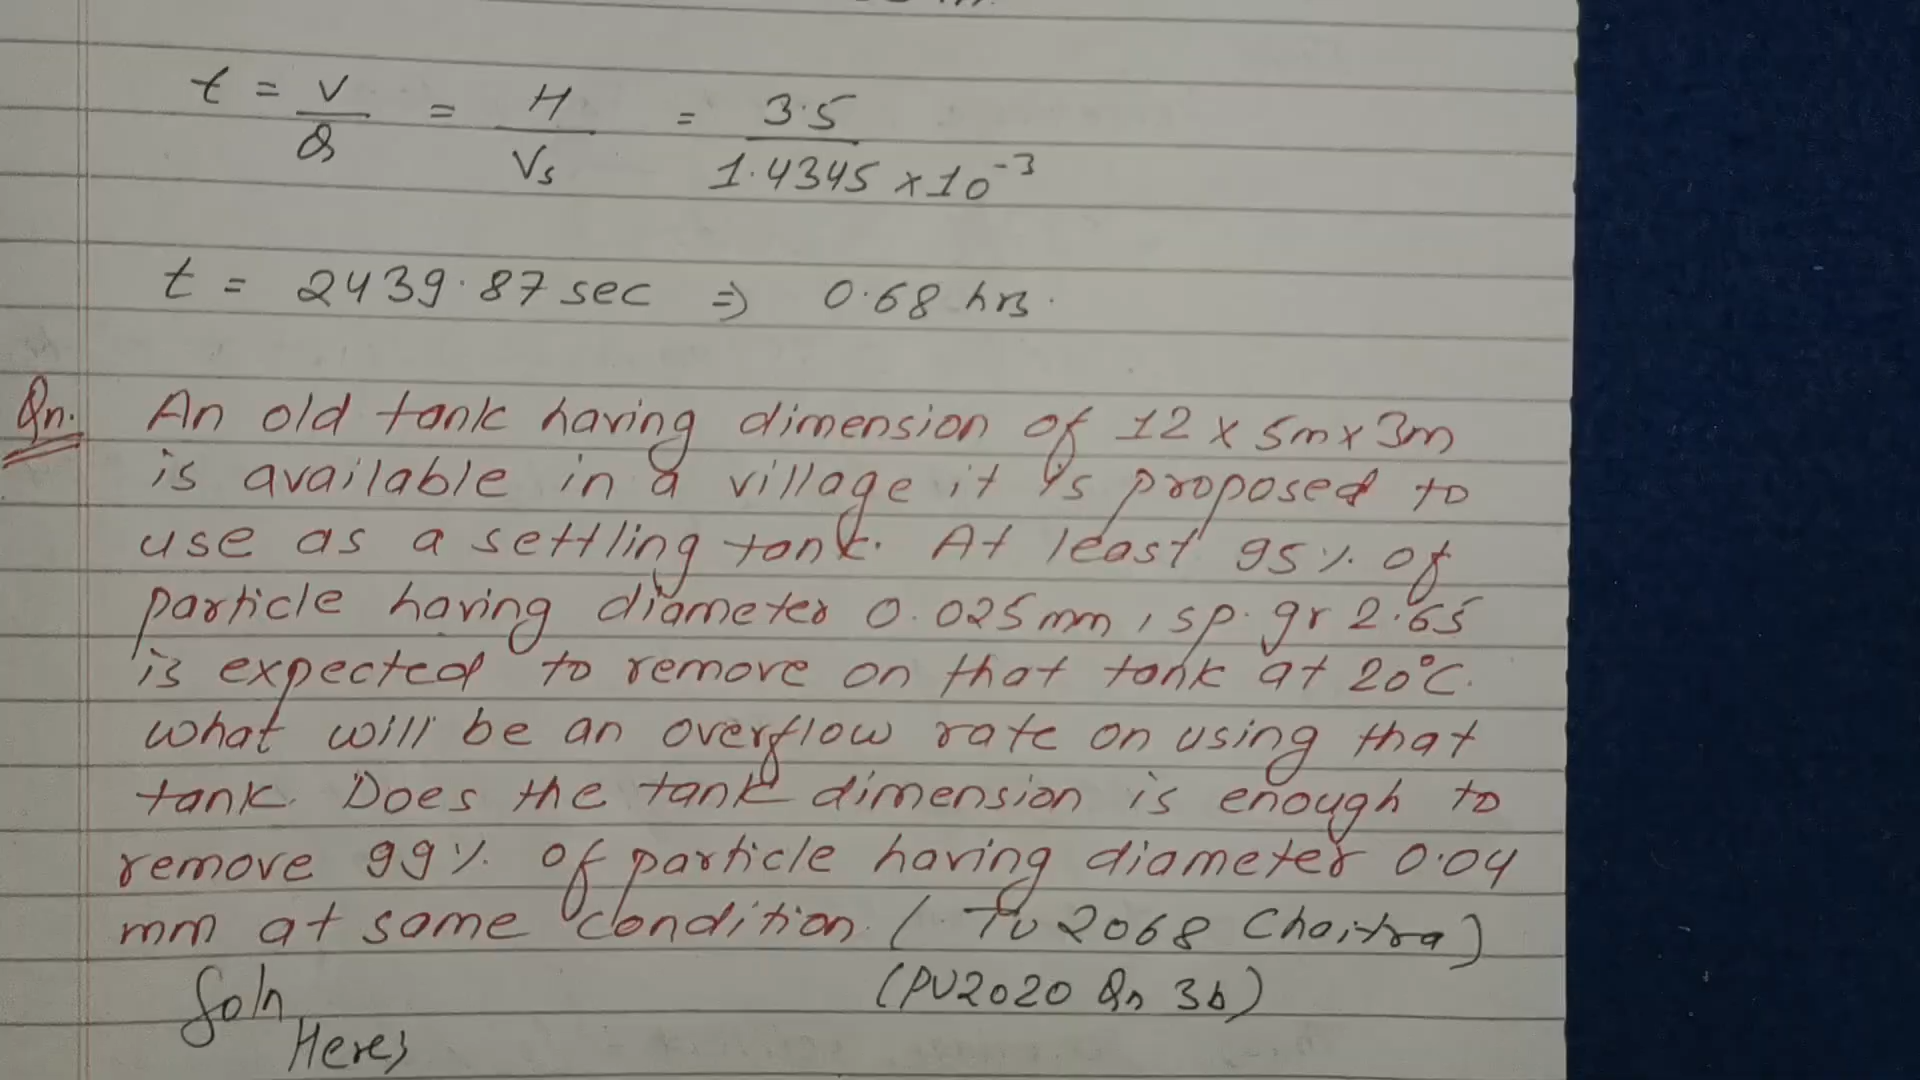 t = V/Q = H/Vs = 3.5/1.4345 x 10⁻³
t = 2439.87 sec ⇒ 0.68 hrs.
Qn. An old tank having dimension of 12 x 5m x 3m
is available in a village it is proposed to
use as a settling tank. At least 95% of
particle having diameter 0.025mm, sp. gr 2.65
is expected to remove on that tank at 20°C.
what will be an overflow rate on using that
tank. Does the tank dimension is enough to
remove 99% of particle having diameter 0.04
mm at same condition. (TU 2068 Choitra)
(PU2020 Qn 3b)
Soln
Here,